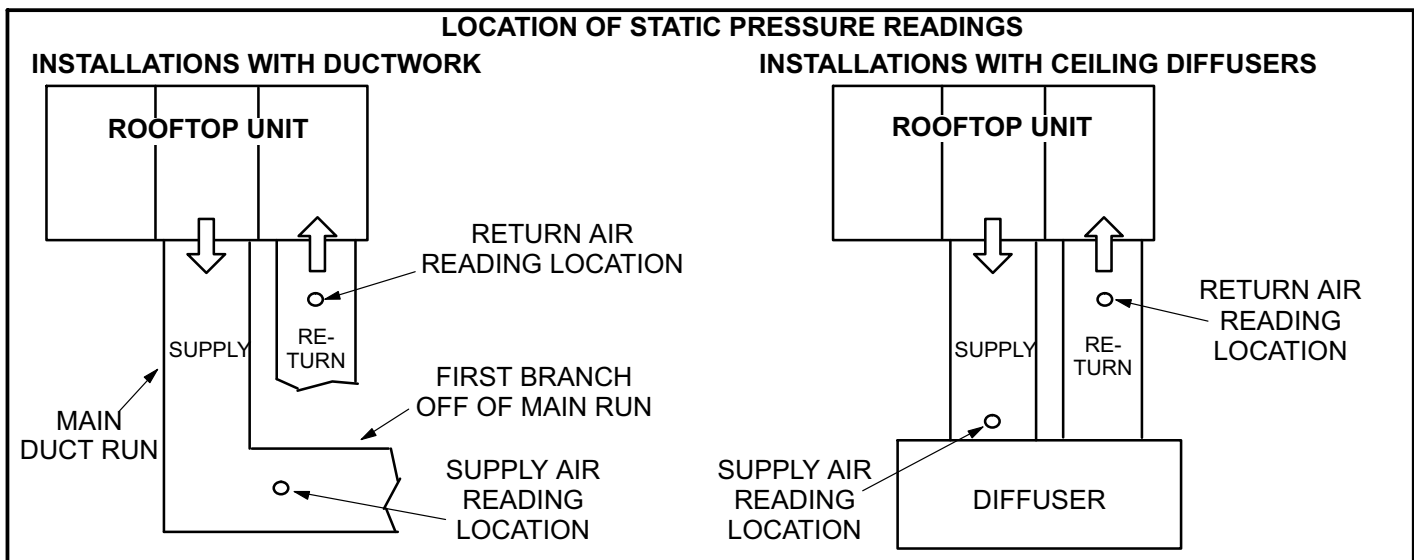 LOCATION OF STATIC PRESSURE READINGS
INSTALLATIONS WITH DUCTWORK
ROOFTOP UNIT
RETURN AIR
READING LOCATION
SUPPLY
RE-
TURN
FIRST BRANCH
OFF OF MAIN RUN
MAIN
DUCT RUN
SUPPLY AIR
READING
LOCATION
INSTALLATIONS WITH CEILING DIFFUSERS
ROOFTOP UNIT
RETURN AIR
READING
LOCATION
SUPPLY
RE-
TURN
SUPPLY AIR
READING
LOCATION
DIFFUSER